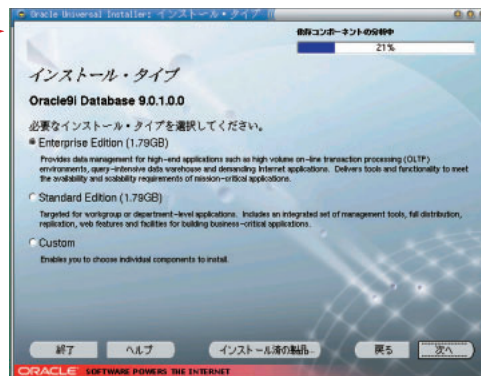 Oracle Universal Installer: インストール・タイプ
依存コンポーネントの分析中
21%
インストール・タイプ
Oracle9i Database 9.0.1.0.0
必要なインストール・タイプを選択してください。
Enterprise Edition (1.79GB)
Provides data management for high-end applications such as high volume on-line transaction processing (OLTP)
environments, query-intensive data warehouse and demanding Internet applications. Delivers tools and functionality to meet
the availability and scalability requirements of mission-critical applications.
Standard Edition (1.79GB)
Targeted for workgroup or department-level applications. Includes an integrated set of management tools, full distribution,
replication, web features and facilities for building business-critical applications.
Custom
Enables you to choose individual components to install.
終了
ヘルプ
インストール済の製品...
戻る
次へ
ORACLE SOFTWARE POWERS THE INTERNET